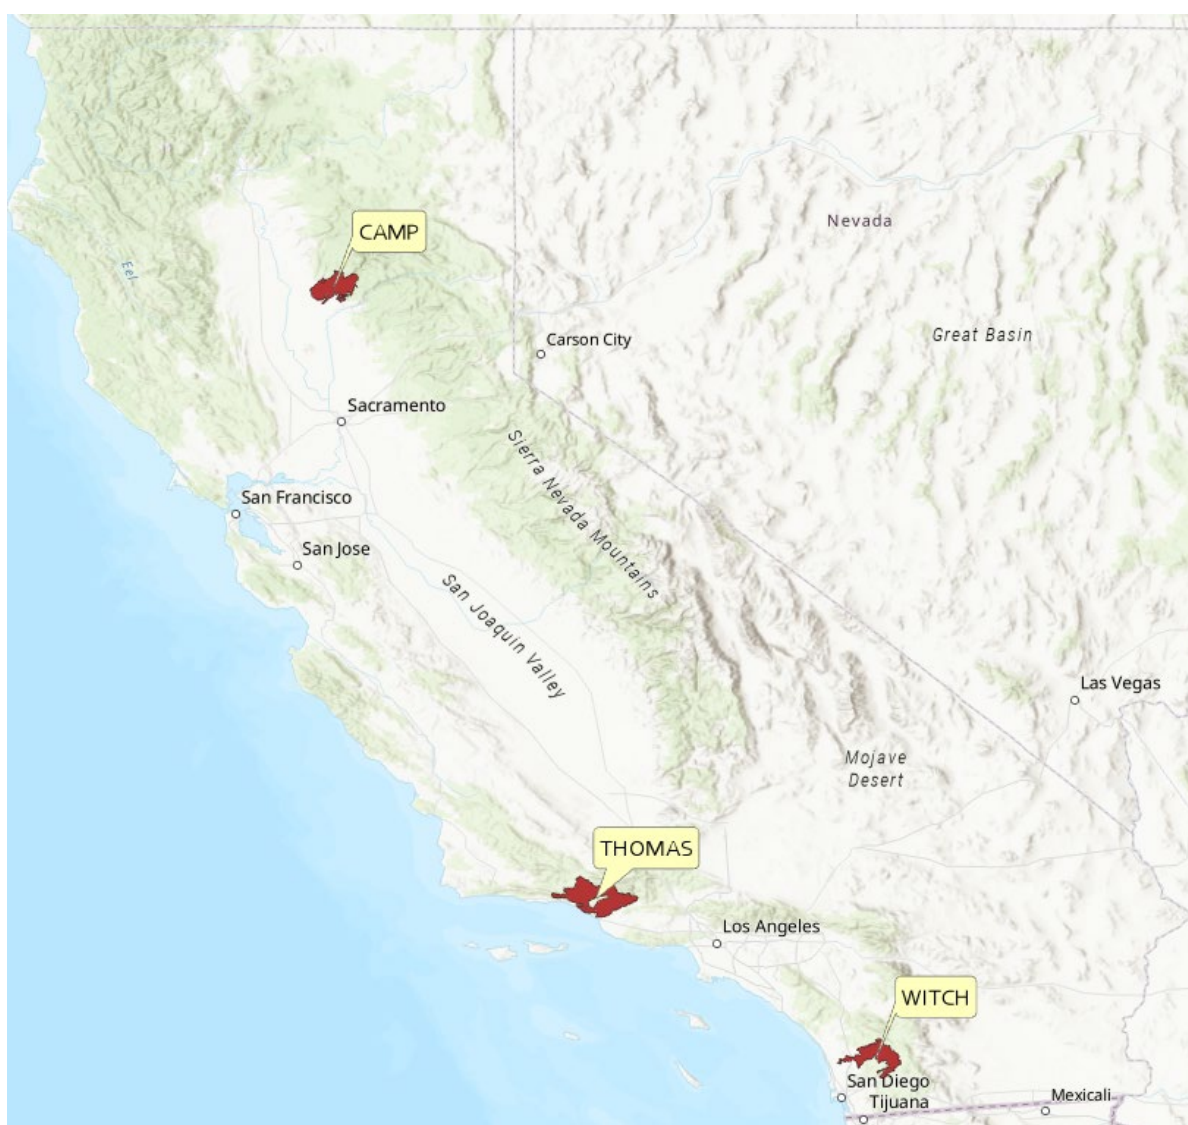 Nevada
CAMP
Eel
Great Basin
Carson City
Sacramento
Sierra Nevada Mountains
San Francisco
San Jose
San Joaquin Valley
Las Vegas
Mojave
Desert
THOMAS
Los Angeles
WITCH
San Diego
Tijuana
Mexicali